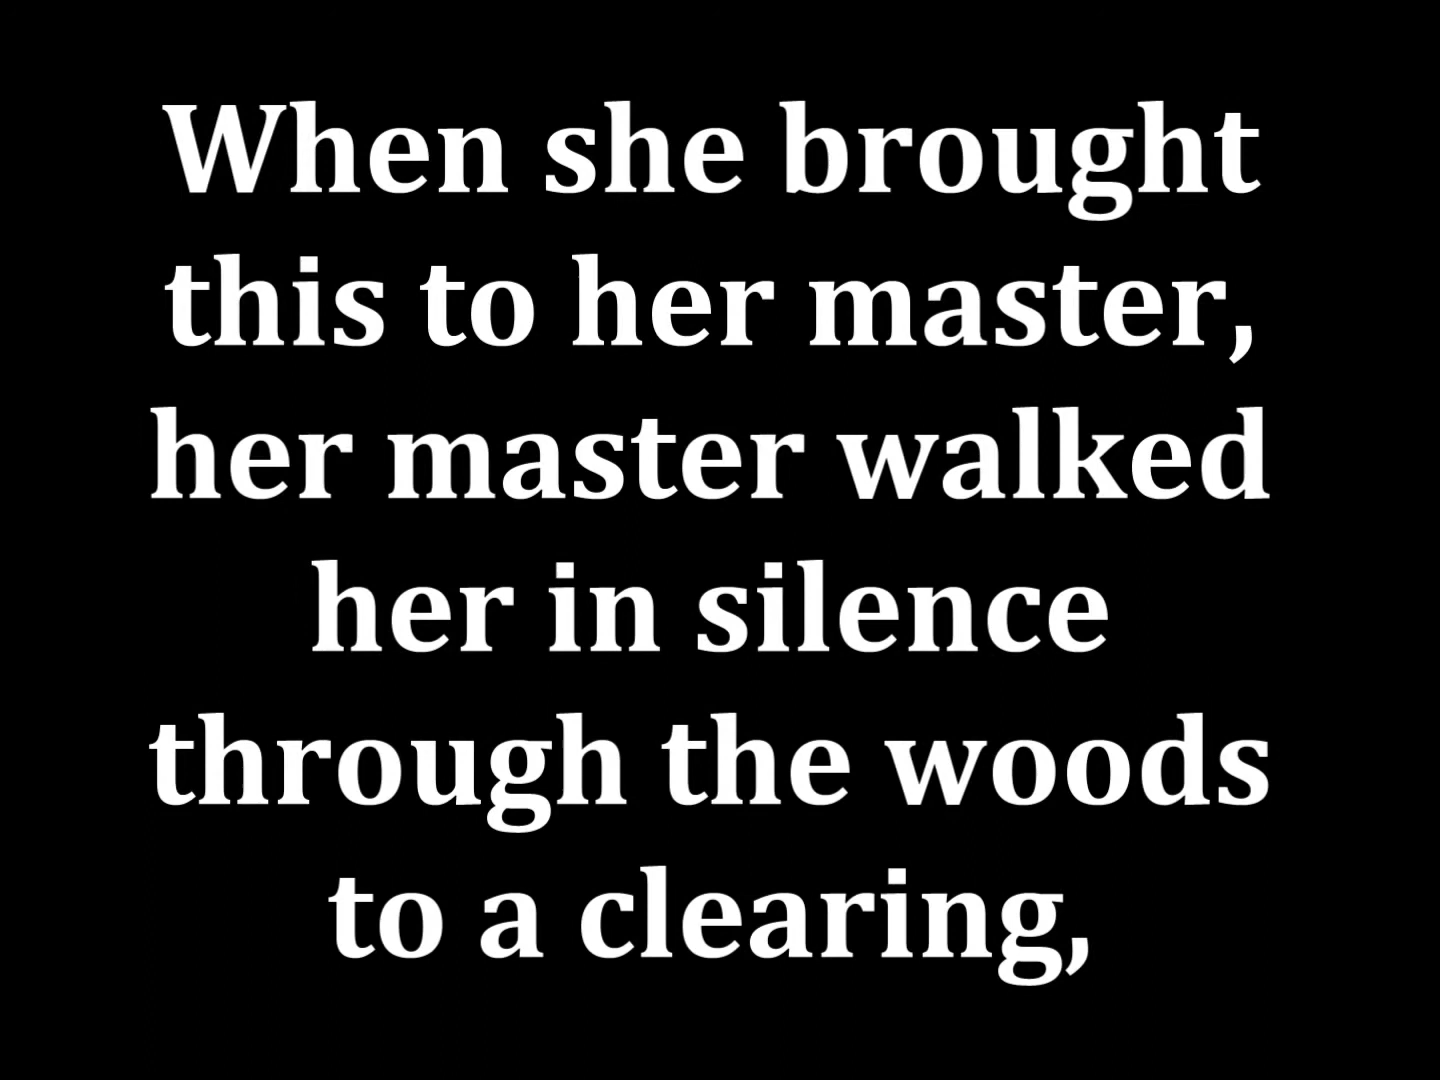 When she brought
this to her master,
her master walked
her in silence
through the woods
to a clearing,